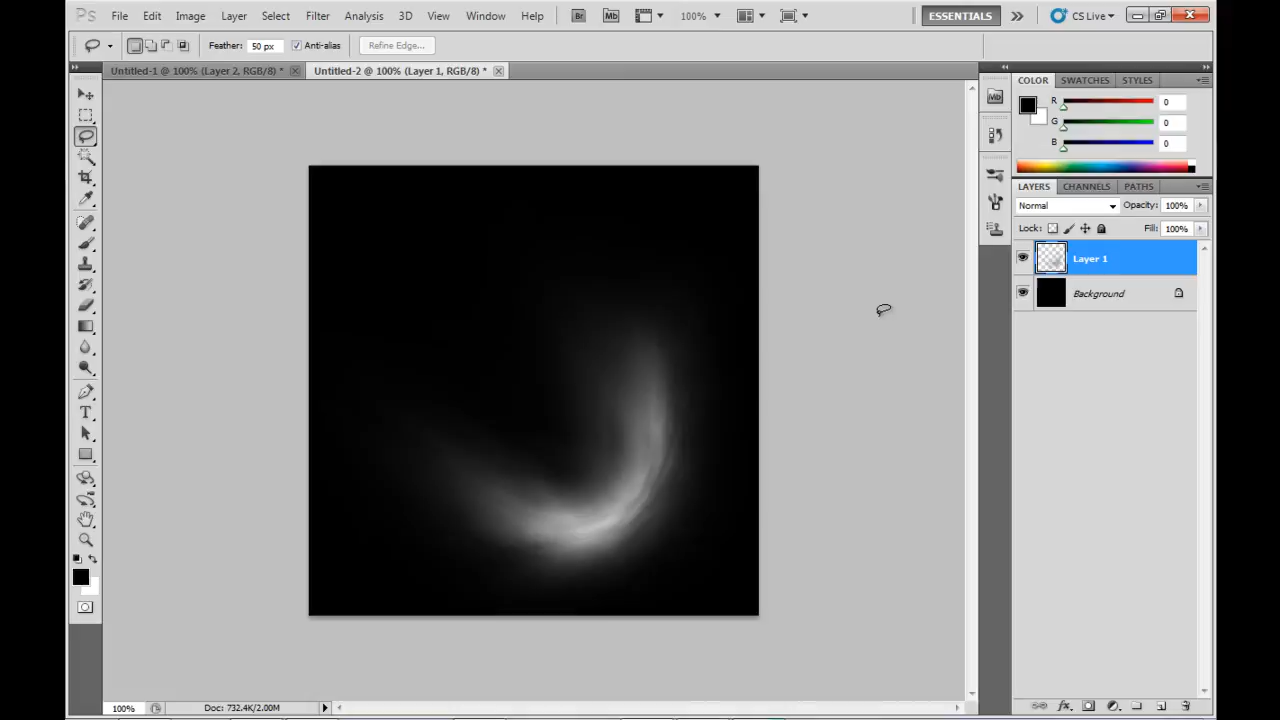 Ps File Edit Image Layer Select Filter Analysis 3D View Window Help Br Mb 100% ESSENTIALS CS Live
Feather: 50 px Anti-alias Refine Edge...
Untitled-1 @ 100% (Layer 2, RGB/8) * Untitled-2 @ 100% (Layer 1, RGB/8) *
COLOR SWATCHES STYLES
Mb
R 0
G 0
B 0
LAYERS CHANNELS PATHS
Normal Opacity: 100%
Lock: Fill: 100%
Layer 1
Background
T
fx
100% Doc: 732.4K/2.00M